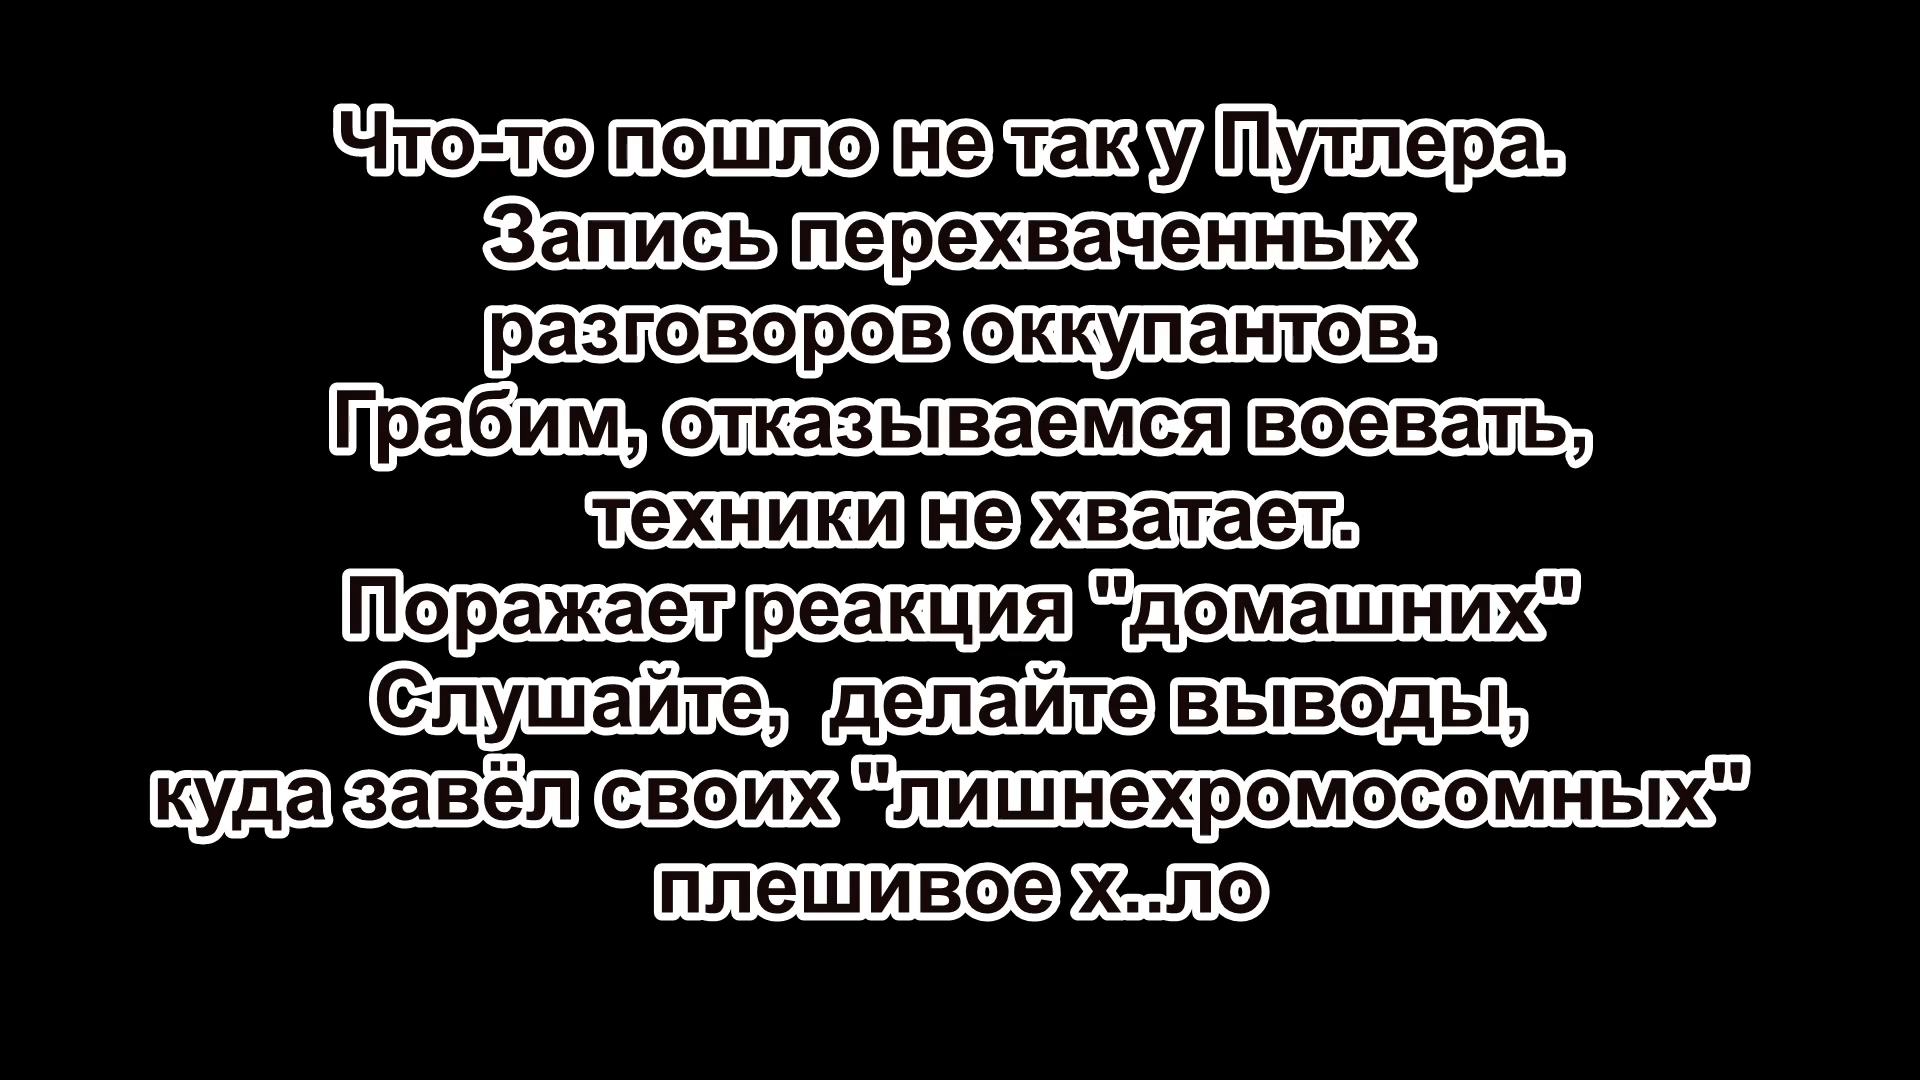 Что-то пошло не так у Путлера.
Запись перехваченных
разговоров оккупантов.
Грабим, отказываемся воевать,
техники не хватает.
Поражает реакция "домашних"
Слушайте,  делайте выводы,
куда завёл своих "лишнехромосомных"
плешивое х..ло